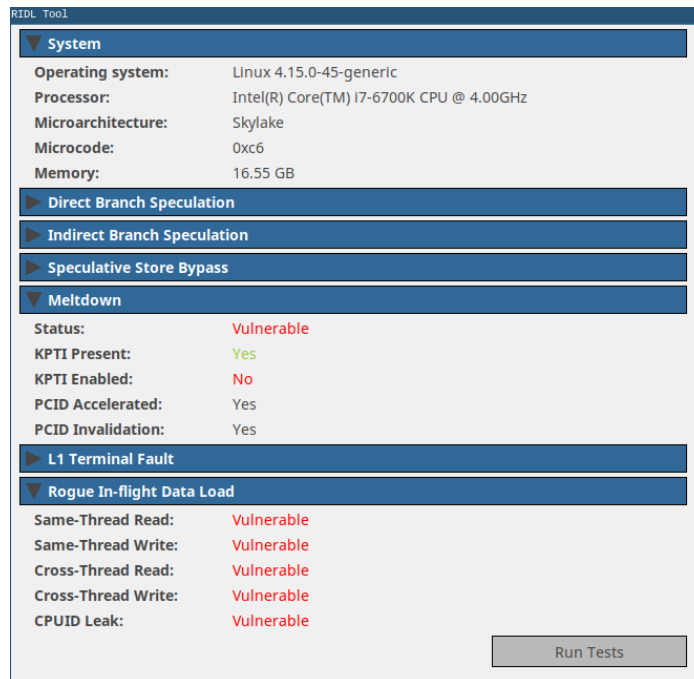 RIDL Tool
System
Operating system: Linux 4.15.0-45-generic
Processor: Intel(R) Core(TM) i7-6700K CPU @ 4.00GHz
Microarchitecture: Skylake
Microcode: 0xc6
Memory: 16.55 GB
Direct Branch Speculation
Indirect Branch Speculation
Speculative Store Bypass
Meltdown
Status: Vulnerable
KPTI Present: Yes
KPTI Enabled: No
PCID Accelerated: Yes
PCID Invalidation: Yes
L1 Terminal Fault
Rogue In-flight Data Load
Same-Thread Read: Vulnerable
Same-Thread Write: Vulnerable
Cross-Thread Read: Vulnerable
Cross-Thread Write: Vulnerable
CPUID Leak: Vulnerable
Run Tests